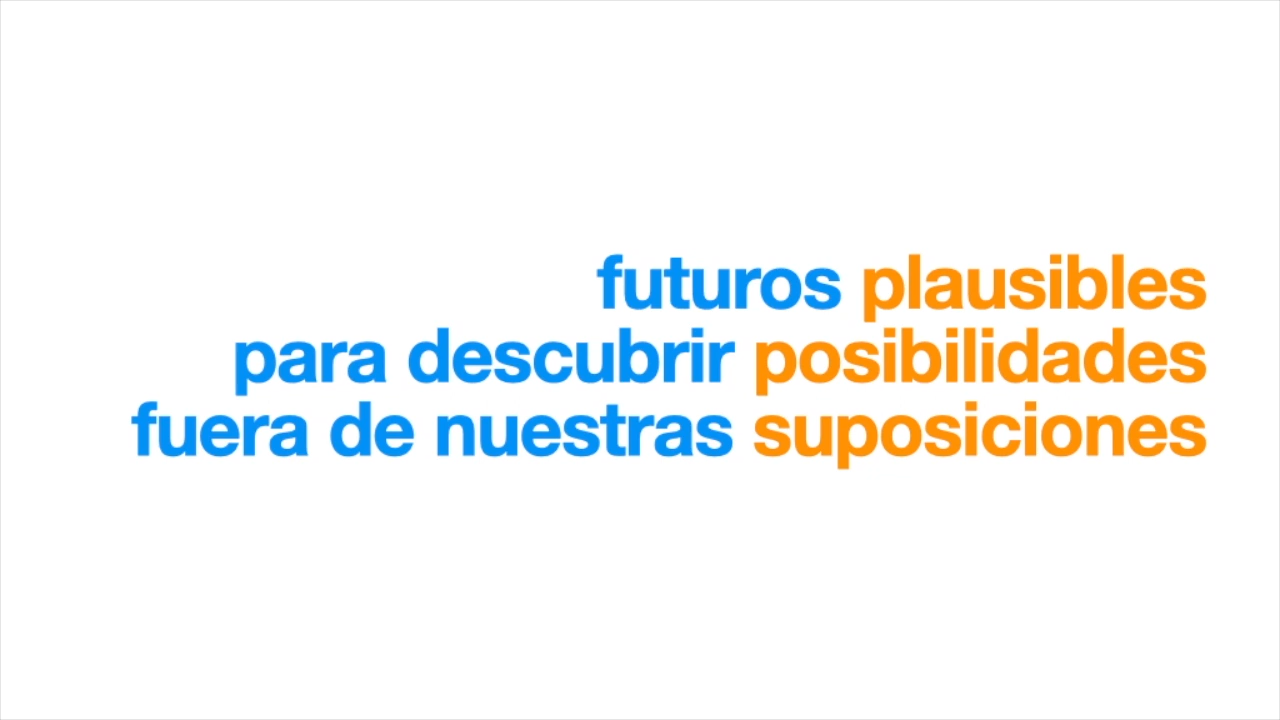 futuros plausibles
para descubrir posibilidades
fuera de nuestras suposiciones